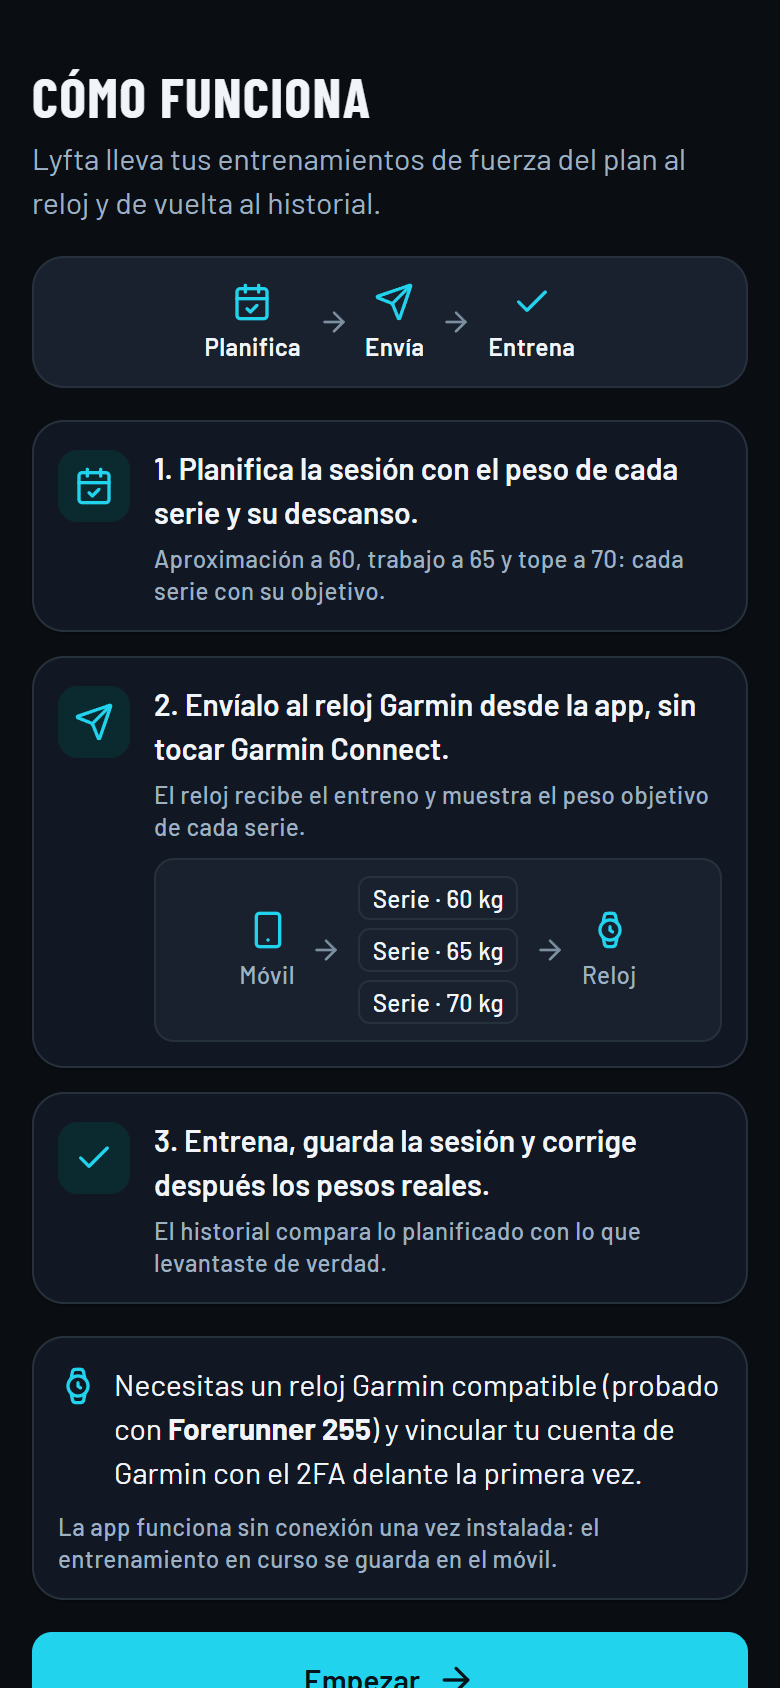 CÓMO FUNCIONA
Lyfta lleva tus entrenamientos de fuerza del plan al
reloj y de vuelta al historial.
Planifica
Envía
Entrena
1. Planifica la sesión con el peso de cada
serie y su descanso.
Aproximación a 60, trabajo a 65 y tope a 70: cada
serie con su objetivo.
2. Envíalo al reloj Garmin desde la app, sin
tocar Garmin Connect.
El reloj recibe el entreno y muestra el peso objetivo
de cada serie.
Móvil
Serie · 60 kg
Serie · 65 kg
Serie · 70 kg
Reloj
3. Entrena, guarda la sesión y corrige
después los pesos reales.
El historial compara lo planificado con lo que
levantaste de verdad.
Necesitas un reloj Garmin compatible (probado
con Forerunner 255) y vincular tu cuenta de
Garmin con el 2FA delante la primera vez.
La app funciona sin conexión una vez instalada: el
entrenamiento en curso se guarda en el móvil.
Empezar